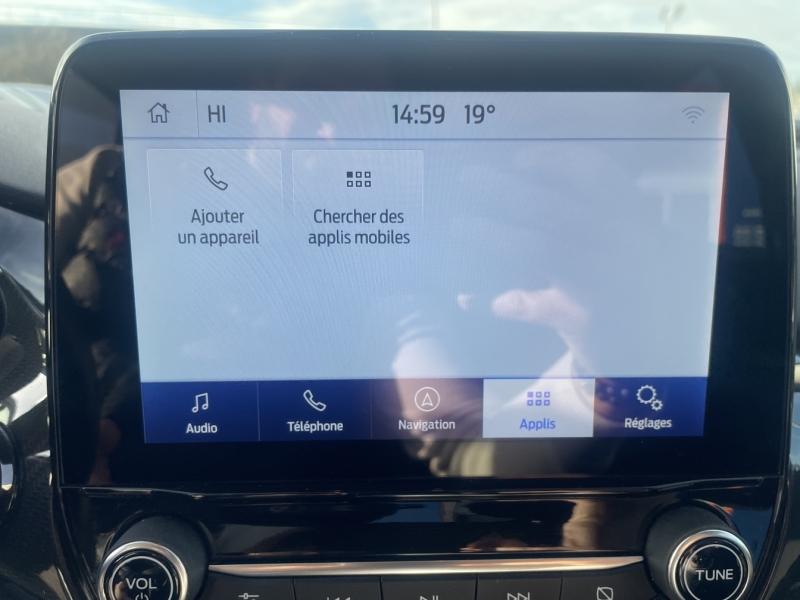 HI 14:59 19°
Ajouter
un appareil
Chercher des
applis mobiles
Audio Téléphone Navigation Applis Réglages
VOL TUNE